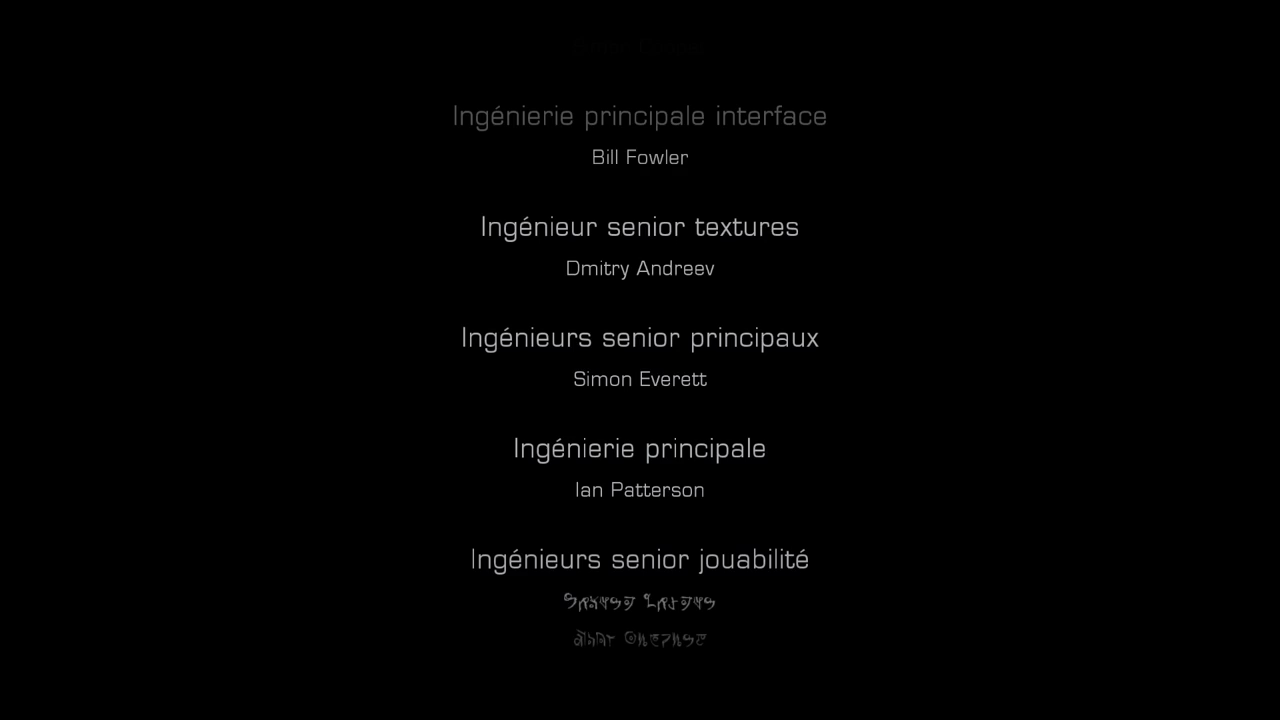 Ingénierie principale interface
Bill Fowler
Ingénieur senior textures
Dmitry Andreev
Ingénieurs senior principaux
Simon Everett
Ingénierie principale
Ian Patterson
Ingénieurs senior jouabilité